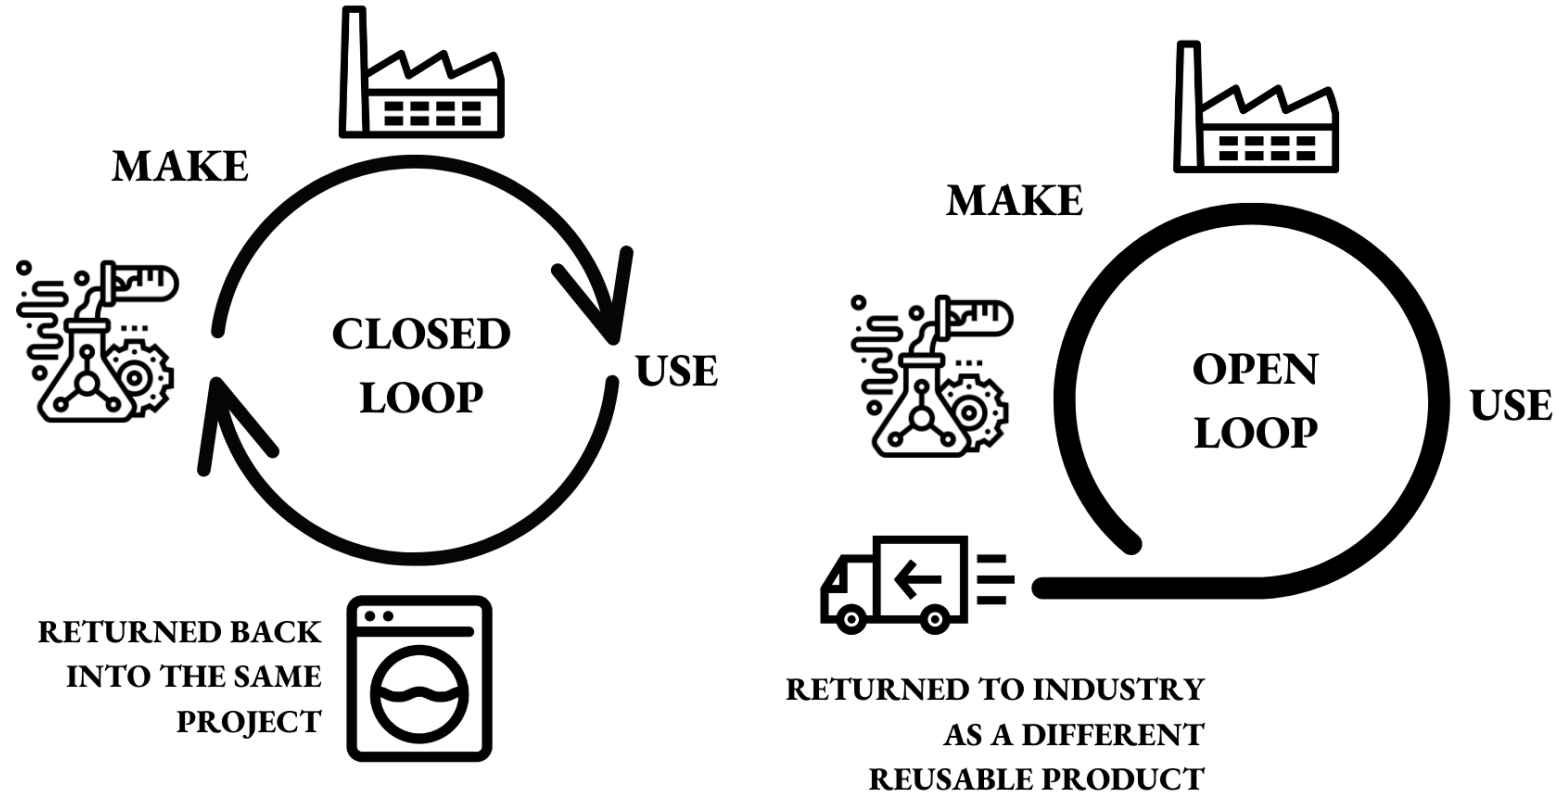 MAKE
CLOSED
LOOP
USE
RETURNED BACK
INTO THE SAME
PROJECT
MAKE
OPEN
LOOP
USE
RETURNED TO INDUSTRY
AS A DIFFERENT
REUSABLE PRODUCT